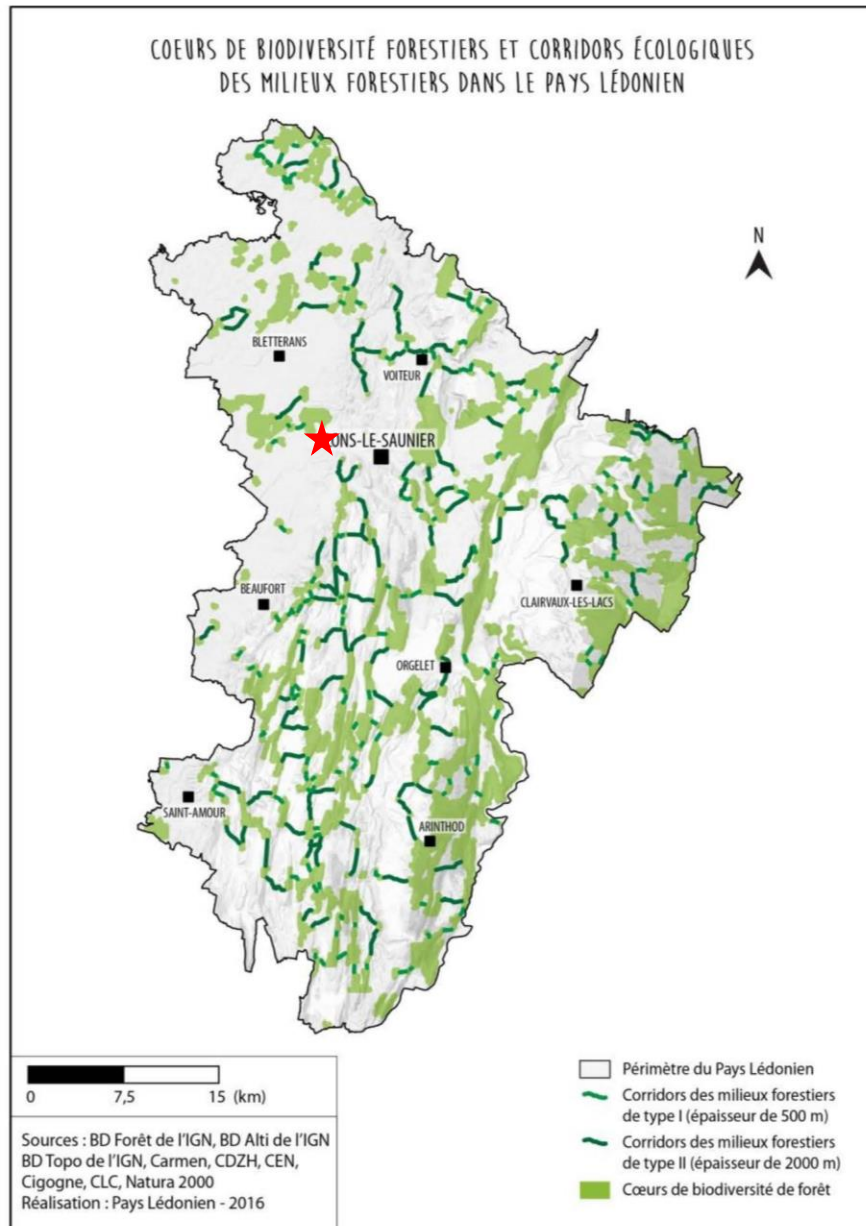 COEURS DE BIODIVERSITÉ FORESTIERS ET CORRIDORS ÉCOLOGIQUES
DES MILIEUX FORESTIERS DANS LE PAYS LÉDONIEN
N
BLETTERANS
VOITEUR
ONS-LE-SAUNIER
BEAUFORT
CLAIRVAUX-LES-LACS
ORGELET
SAINT-AMOUR
ARINTHOD
0 7,5 15 (km)
Sources : BD Forêt de l'IGN, BD Alti de l'IGN
BD Topo de l'IGN, Carmen, CDZH, CEN,
Cigogne, CLC, Natura 2000
Réalisation : Pays Lédonien - 2016
Périmètre du Pays Lédonien
Corridors des milieux forestiers
de type I (épaisseur de 500 m)
Corridors des milieux forestiers
de type II (épaisseur de 2000 m)
Cœurs de biodiversité de forêt